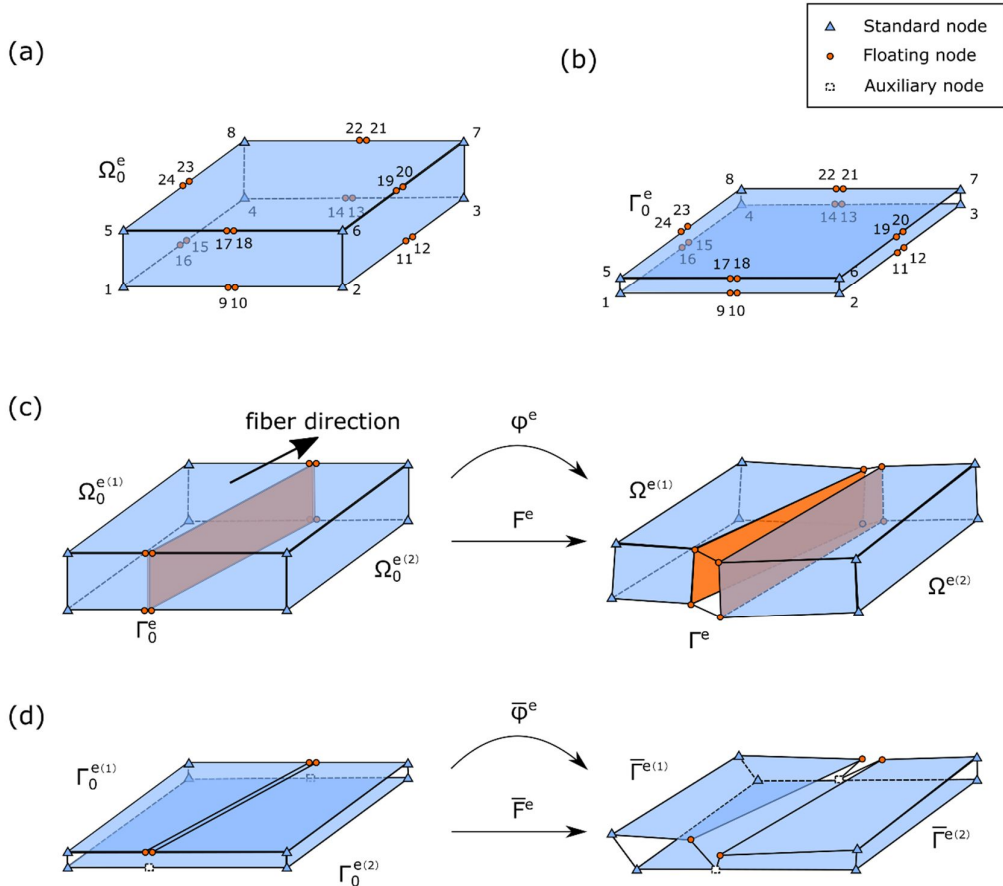 (a)
(b)
Standard node
Floating node
Auxiliary node
Ω₀ᵉ
8
22 21
7
24 23
19 20
4
14 13
3
5
17 18
6
15
16
12
11
1
9 10
2
Γ₀ᵉ
8
22 21
7
14 13
3
24 23
15
16
20
19
12
11
5
17 18
6
1
9 10
2
(c)
fiber direction
φᵉ
Ω₀ᵉ⁽¹⁾
Ωᵉ⁽¹⁾
Fᵉ
Ω₀ᵉ⁽²⁾
Ωᵉ⁽²⁾
Γ₀ᵉ
Γᵉ
(d)
φ̅ᵉ
Γ₀ᵉ⁽¹⁾
Γ̅ᵉ⁽¹⁾
F̅ᵉ
Γ₀ᵉ⁽²⁾
Γ̅ᵉ⁽²⁾